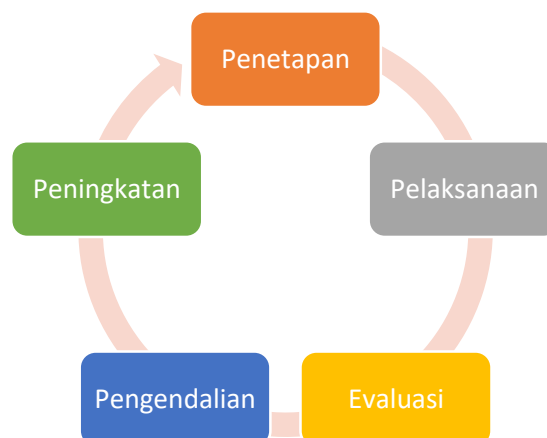 Penetapan
Pelaksanaan
Evaluasi
Pengendalian
Peningkatan